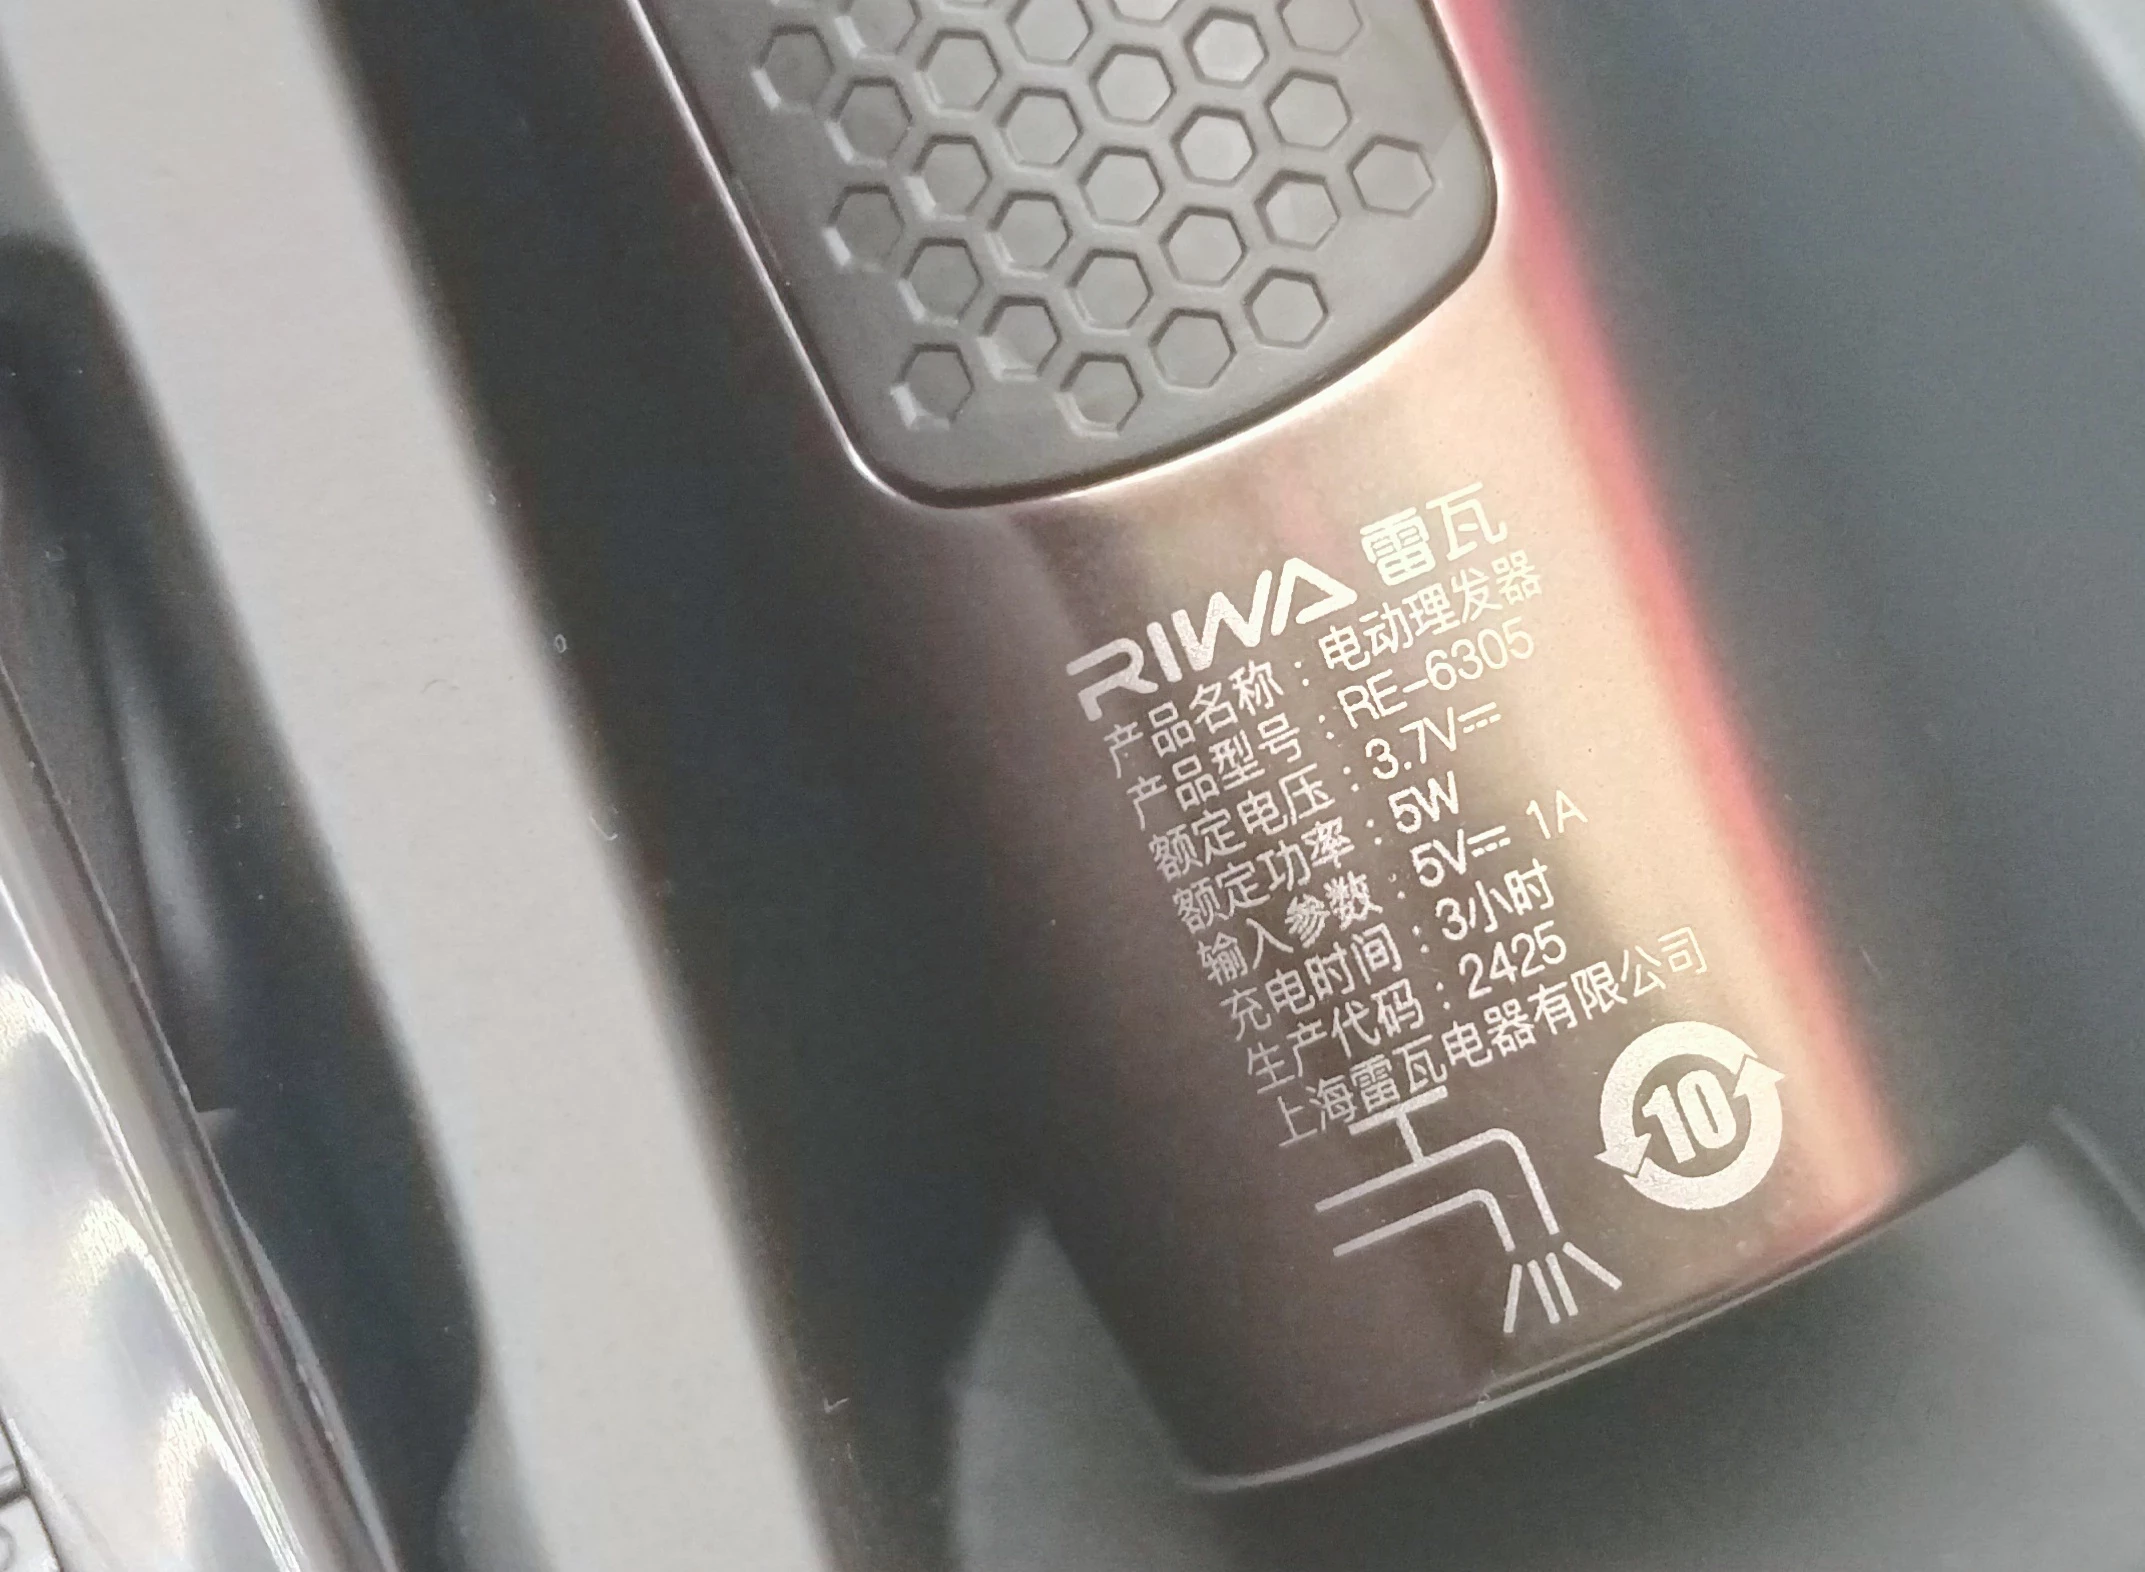 RIWA 雷瓦
产品名称：电动理发器
产品型号：RE-6305
额定电压：3.7V⎓
额定功率：5W
输入参数：5V⎓ 1A
充电时间：3小时
生产代码：2425
上海雷瓦电器有限公司
10